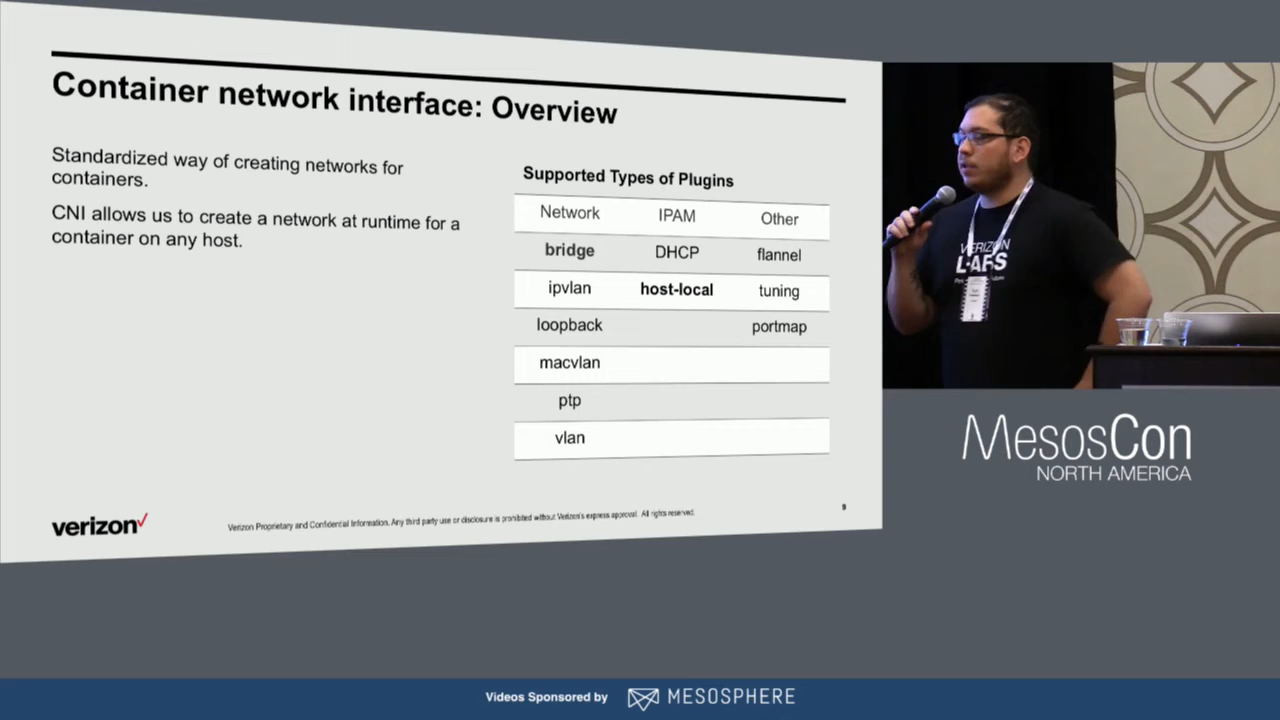 Container network interface: Overview
Standardized way of creating networks for
containers.
CNI allows us to create a network at runtime for a
container on any host.
Supported Types of Plugins
Network IPAM Other
bridge DHCP flannel
ipvlan host-local tuning
loopback portmap
macvlan
ptp
vlan
verizon
Verizon Proprietary and Confidential Information. Any third party use or disclosure is prohibited without Verizon's express approval. All rights reserved.
9
VERIZON
LABS
MesosCon
NORTH AMERICA
Videos Sponsored by MESOSPHERE